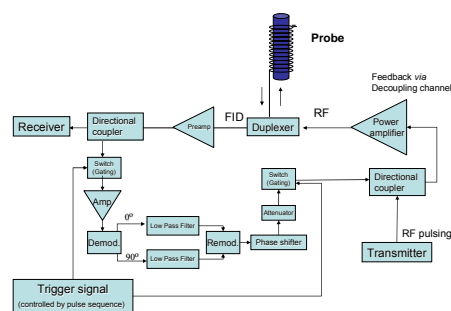 Probe
Feedback via
Decoupling channel
FID
RF
Receiver
Directional
coupler
Preamp
Duplexer
Power
amplifier
Switch
(Gating)
Switch
(Gating)
Directional
coupler
Amp.
Attenuator
0º
Low Pass Filter
Demod.
Remod.
Phase shifter
RF pulsing
90º
Low Pass Filter
Transmitter
Trigger signal
(controlled by pulse sequence)